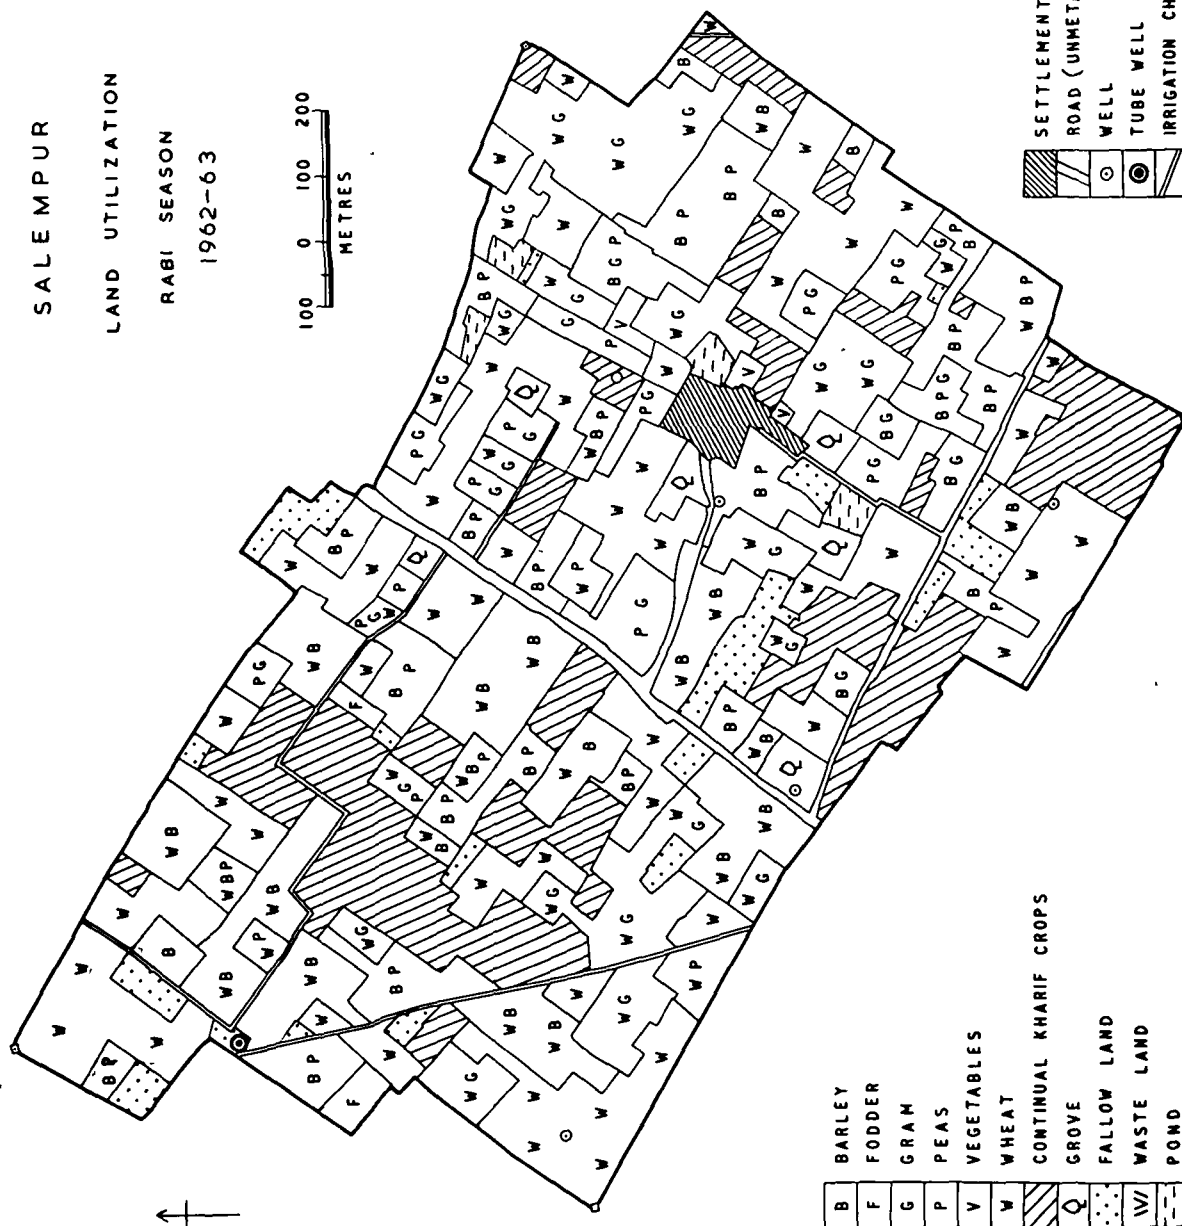 SALEMPUR
LAND UTILIZATION
RABI SEASON
1962-63
100 0 100 200
METRES
W
W
B P
W
B
W
W B
W B P
W
W B
W P
W B
W B
W
W G
B P
B P
F
W
W G
W
W
W
W
W B
W B
W
W G
W
W P
W G
W
W G
W B
W B
W G
W
W
W G
W
B P
W B
B P
W G P
W B P
B P
W B
W
B P
W
W B
W B
B P
F
W
W B
P G
W
P G W
P
W
W
W
B P
W
W
P G
W G
W
B P
P
G
W
G
P
G
W
B P
W
W G
B P
W
B P
W P
P G
W
W
W
W B P
P G
W
P
V
G
G
W
W G
W
B G P
W G
W
W G
W G
W G
W
B
B P
B P
W B
W
B
B
W
W
W
P G
P G
W G
W G
V
V
W G
B P
W B
W B
W G
W
W G
B P
W B
W
B G
W
P G
B G
B G
B P G
B P
B P
G
W
P
B
W B P
W
W
W B
W
W
B P
W
B BARLEY
F FODDER
G GRAM
P PEAS
V VEGETABLES
W WHEAT
CONTINUAL KHARIF CROPS
GROVE
FALLOW LAND
WASTE LAND
POND
SETTLEMENT
ROAD (UNMETA
WELL
TUBE WELL
IRRIGATION CH